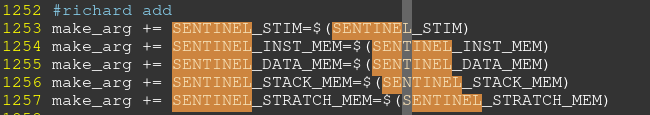 1252 #richard add
1253 make_arg += SENTINEL_STIM=$(SENTINEL_STIM)
1254 make_arg += SENTINEL_INST_MEM=$(SENTINEL_INST_MEM)
1255 make_arg += SENTINEL_DATA_MEM=$(SENTINEL_DATA_MEM)
1256 make_arg += SENTINEL_STACK_MEM=$(SENTINEL_STACK_MEM)
1257 make_arg += SENTINEL_STRATCH_MEM=$(SENTINEL_STRATCH_MEM)